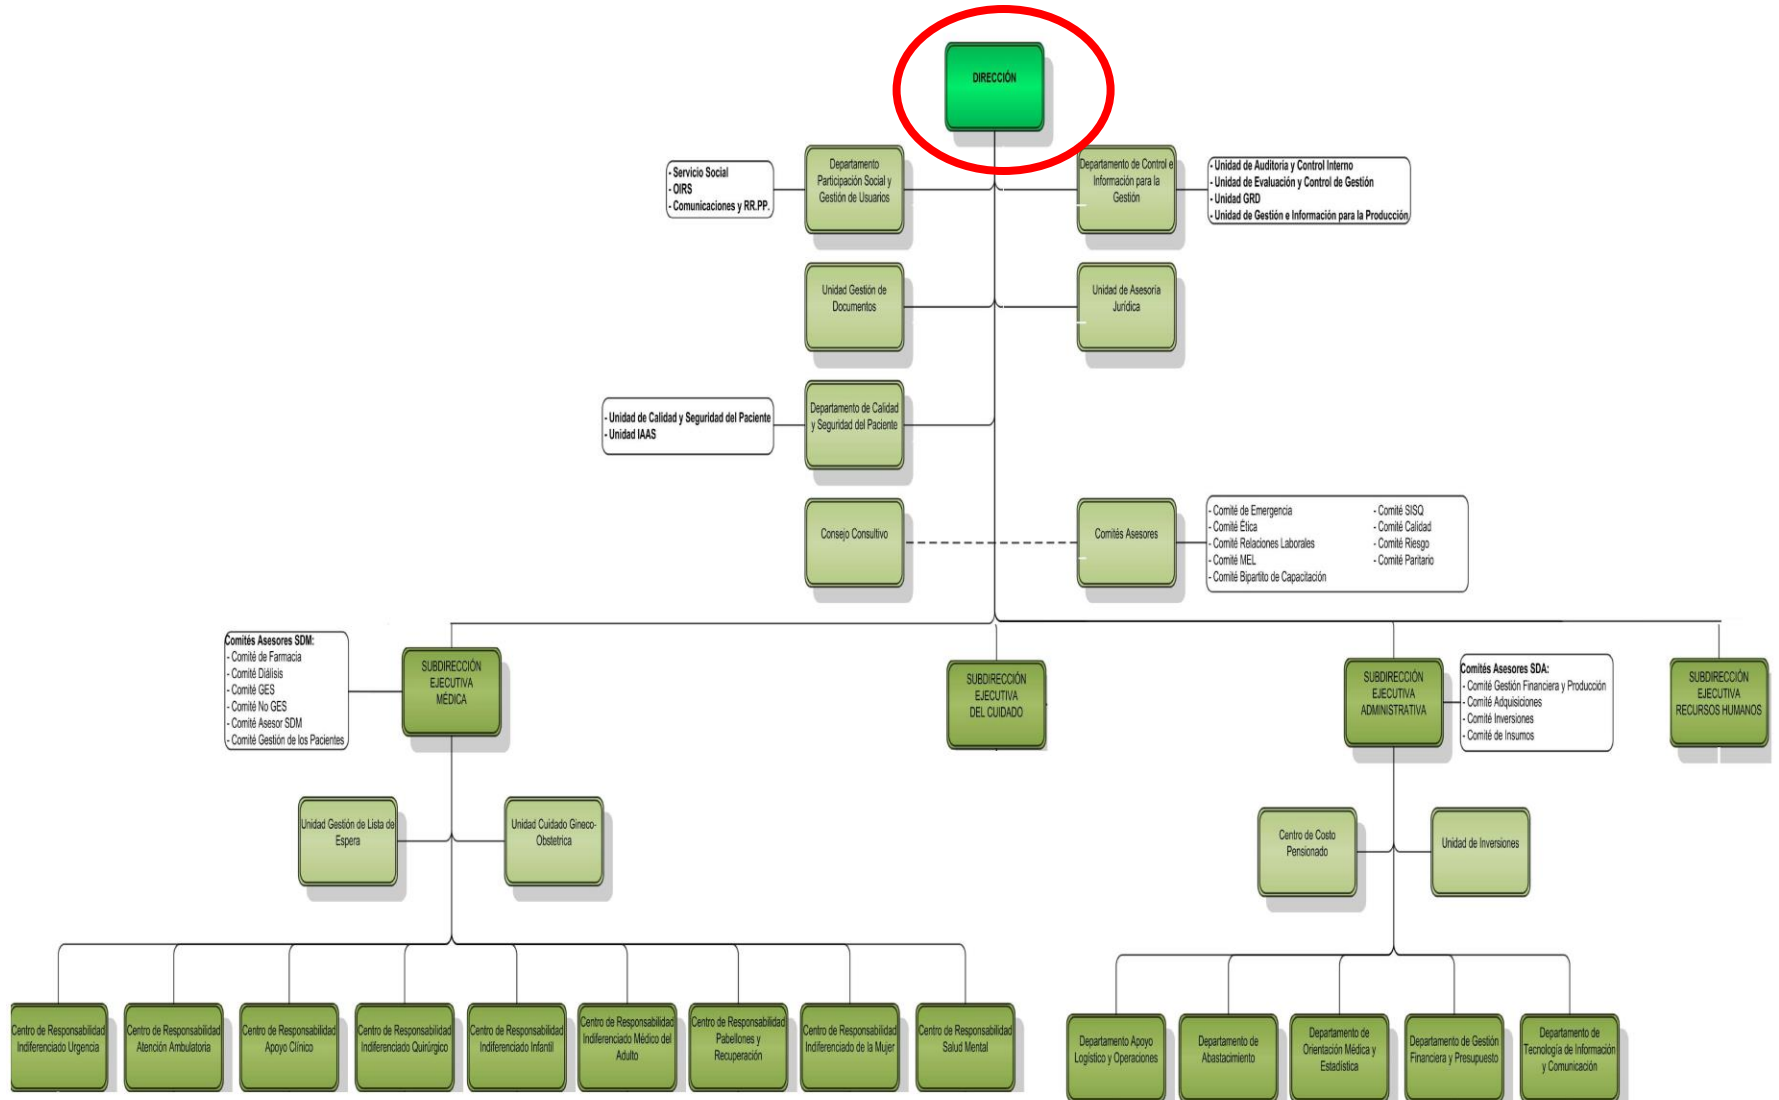 DIRECCIÓN
Departamento
Participación Social y
Gestión de Usuarios
- Servicio Social
- OIRS
- Comunicaciones y RR.PP.
Departamento de Control e
Información para la
Gestión
- Unidad de Auditoria y Control Interno
- Unidad de Evaluación y Control de Gestión
- Unidad GRD
- Unidad de Gestión e Información para la Producción
Unidad Gestión de
Documentos
Unidad de Asesoría
Jurídica
- Unidad de Calidad y Seguridad del Paciente
- Unidad IAAS
Departamento de Calidad
y Seguridad del Paciente
Consejo Consultivo
Comités Asesores
- Comité de Emergencia
- Comité Ética
- Comité Relaciones Laborales
- Comité MEL
- Comité Bipartito de Capacitación
- Comité SISQ
- Comité Calidad
- Comité Riesgo
- Comité Paritario
Comités Asesores SDM:
- Comité de Farmacia
- Comité Diálisis
- Comité GES
- Comité No GES
- Comité Asesor SDM
- Comité Gestión de los Pacientes
SUBDIRECCIÓN
EJECUTIVA
MÉDICA
SUBDIRECCIÓN
EJECUTIVA
DEL CUIDADO
SUBDIRECCIÓN
EJECUTIVA
ADMINISTRATIVA
Comités Asesores SDA:
- Comité Gestión Financiera y Producción
- Comité Adquisiciones
- Comité Inversiones
- Comité de Insumos
SUBDIRECCIÓN
EJECUTIVA
RECURSOS HUMANOS
Unidad Gestión de Lista de
Espera
Unidad Cuidado Gineco-
Obstetrica
Centro de Costo
Pensionado
Unidad de Inversiones
Centro de Responsabilidad
Indiferenciado Urgencia
Centro de Responsabilidad
Atención Ambulatoria
Centro de Responsabilidad
Apoyo Clínico
Centro de Responsabilidad
Indiferenciado Quirúrgico
Centro de Responsabilidad
Indiferenciado Infantil
Centro de Responsabilidad
Indiferenciado Médico del
Adulto
Centro de Responsabilidad
Pabellones y
Recuperación
Centro de Responsabilidad
Indiferenciado de la Mujer
Centro de Responsabilidad
Salud Mental
Departamento Apoyo
Logístico y Operaciones
Departamento de
Abastacimiento
Departamento de
Orientación Médica y
Estadística
Departamento de Gestión
Financiera y Presupuesto
Departamento de
Tecnología de Información
y Comunicación